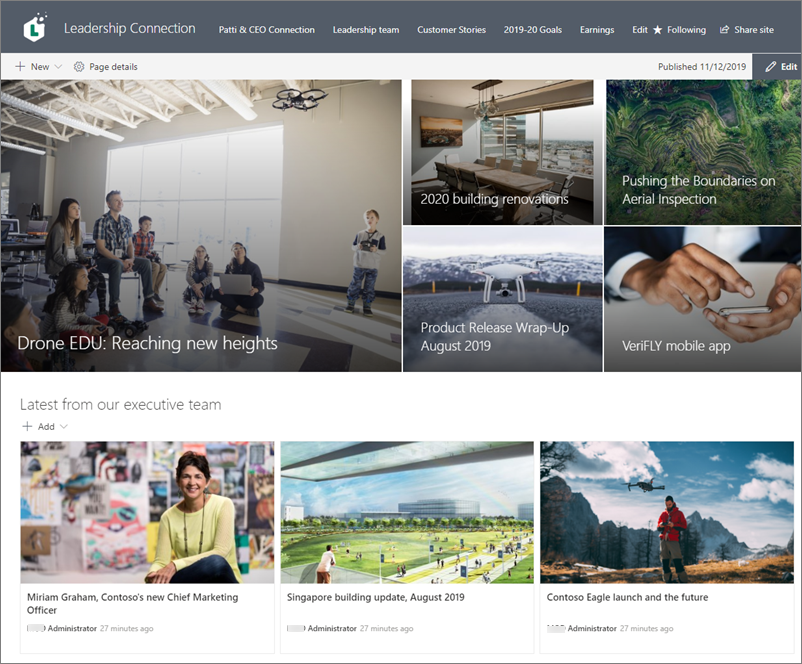 L
Leadership Connection
Patti & CEO Connection
Leadership team
Customer Stories
2019-20 Goals
Earnings
Edit
Following
Share site
New
Page details
Published 11/12/2019
Edit
Drone EDU: Reaching new heights
2020 building renovations
Pushing the Boundaries on
Aerial Inspection
Product Release Wrap-Up
August 2019
VeriFLY mobile app
Latest from our executive team
Add
Miriam Graham, Contoso's new Chief Marketing
Officer
Administrator 27 minutes ago
Singapore building update, August 2019
Administrator 27 minutes ago
Contoso Eagle launch and the future
Administrator 27 minutes ago